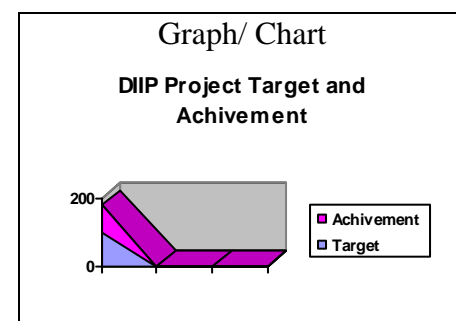 Graph/ Chart
DIIP Project Target and
Achivement
200
0
Achivement
Target